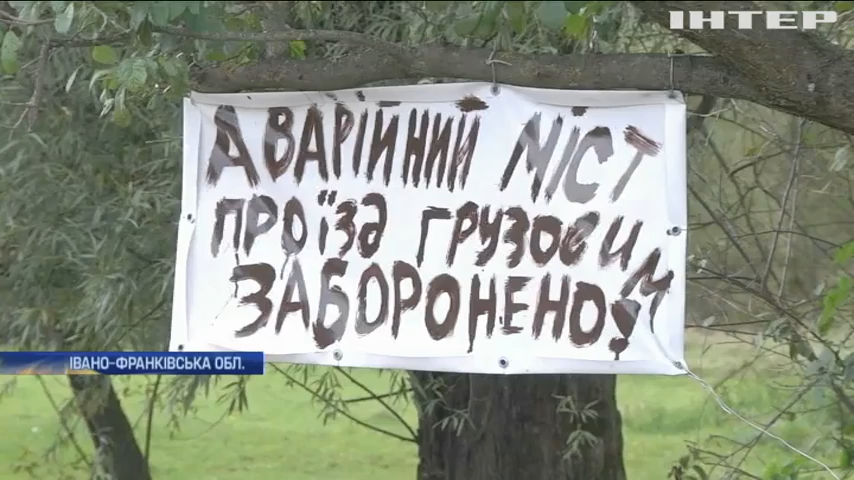 ІНТЕР
АВАРІЙНИЙ МІСТ
ПРОЇЗД ГРУЗОВИМ
ЗАБОРОНЕНО!
ІВАНО-ФРАНКІВСЬКА ОБЛ.